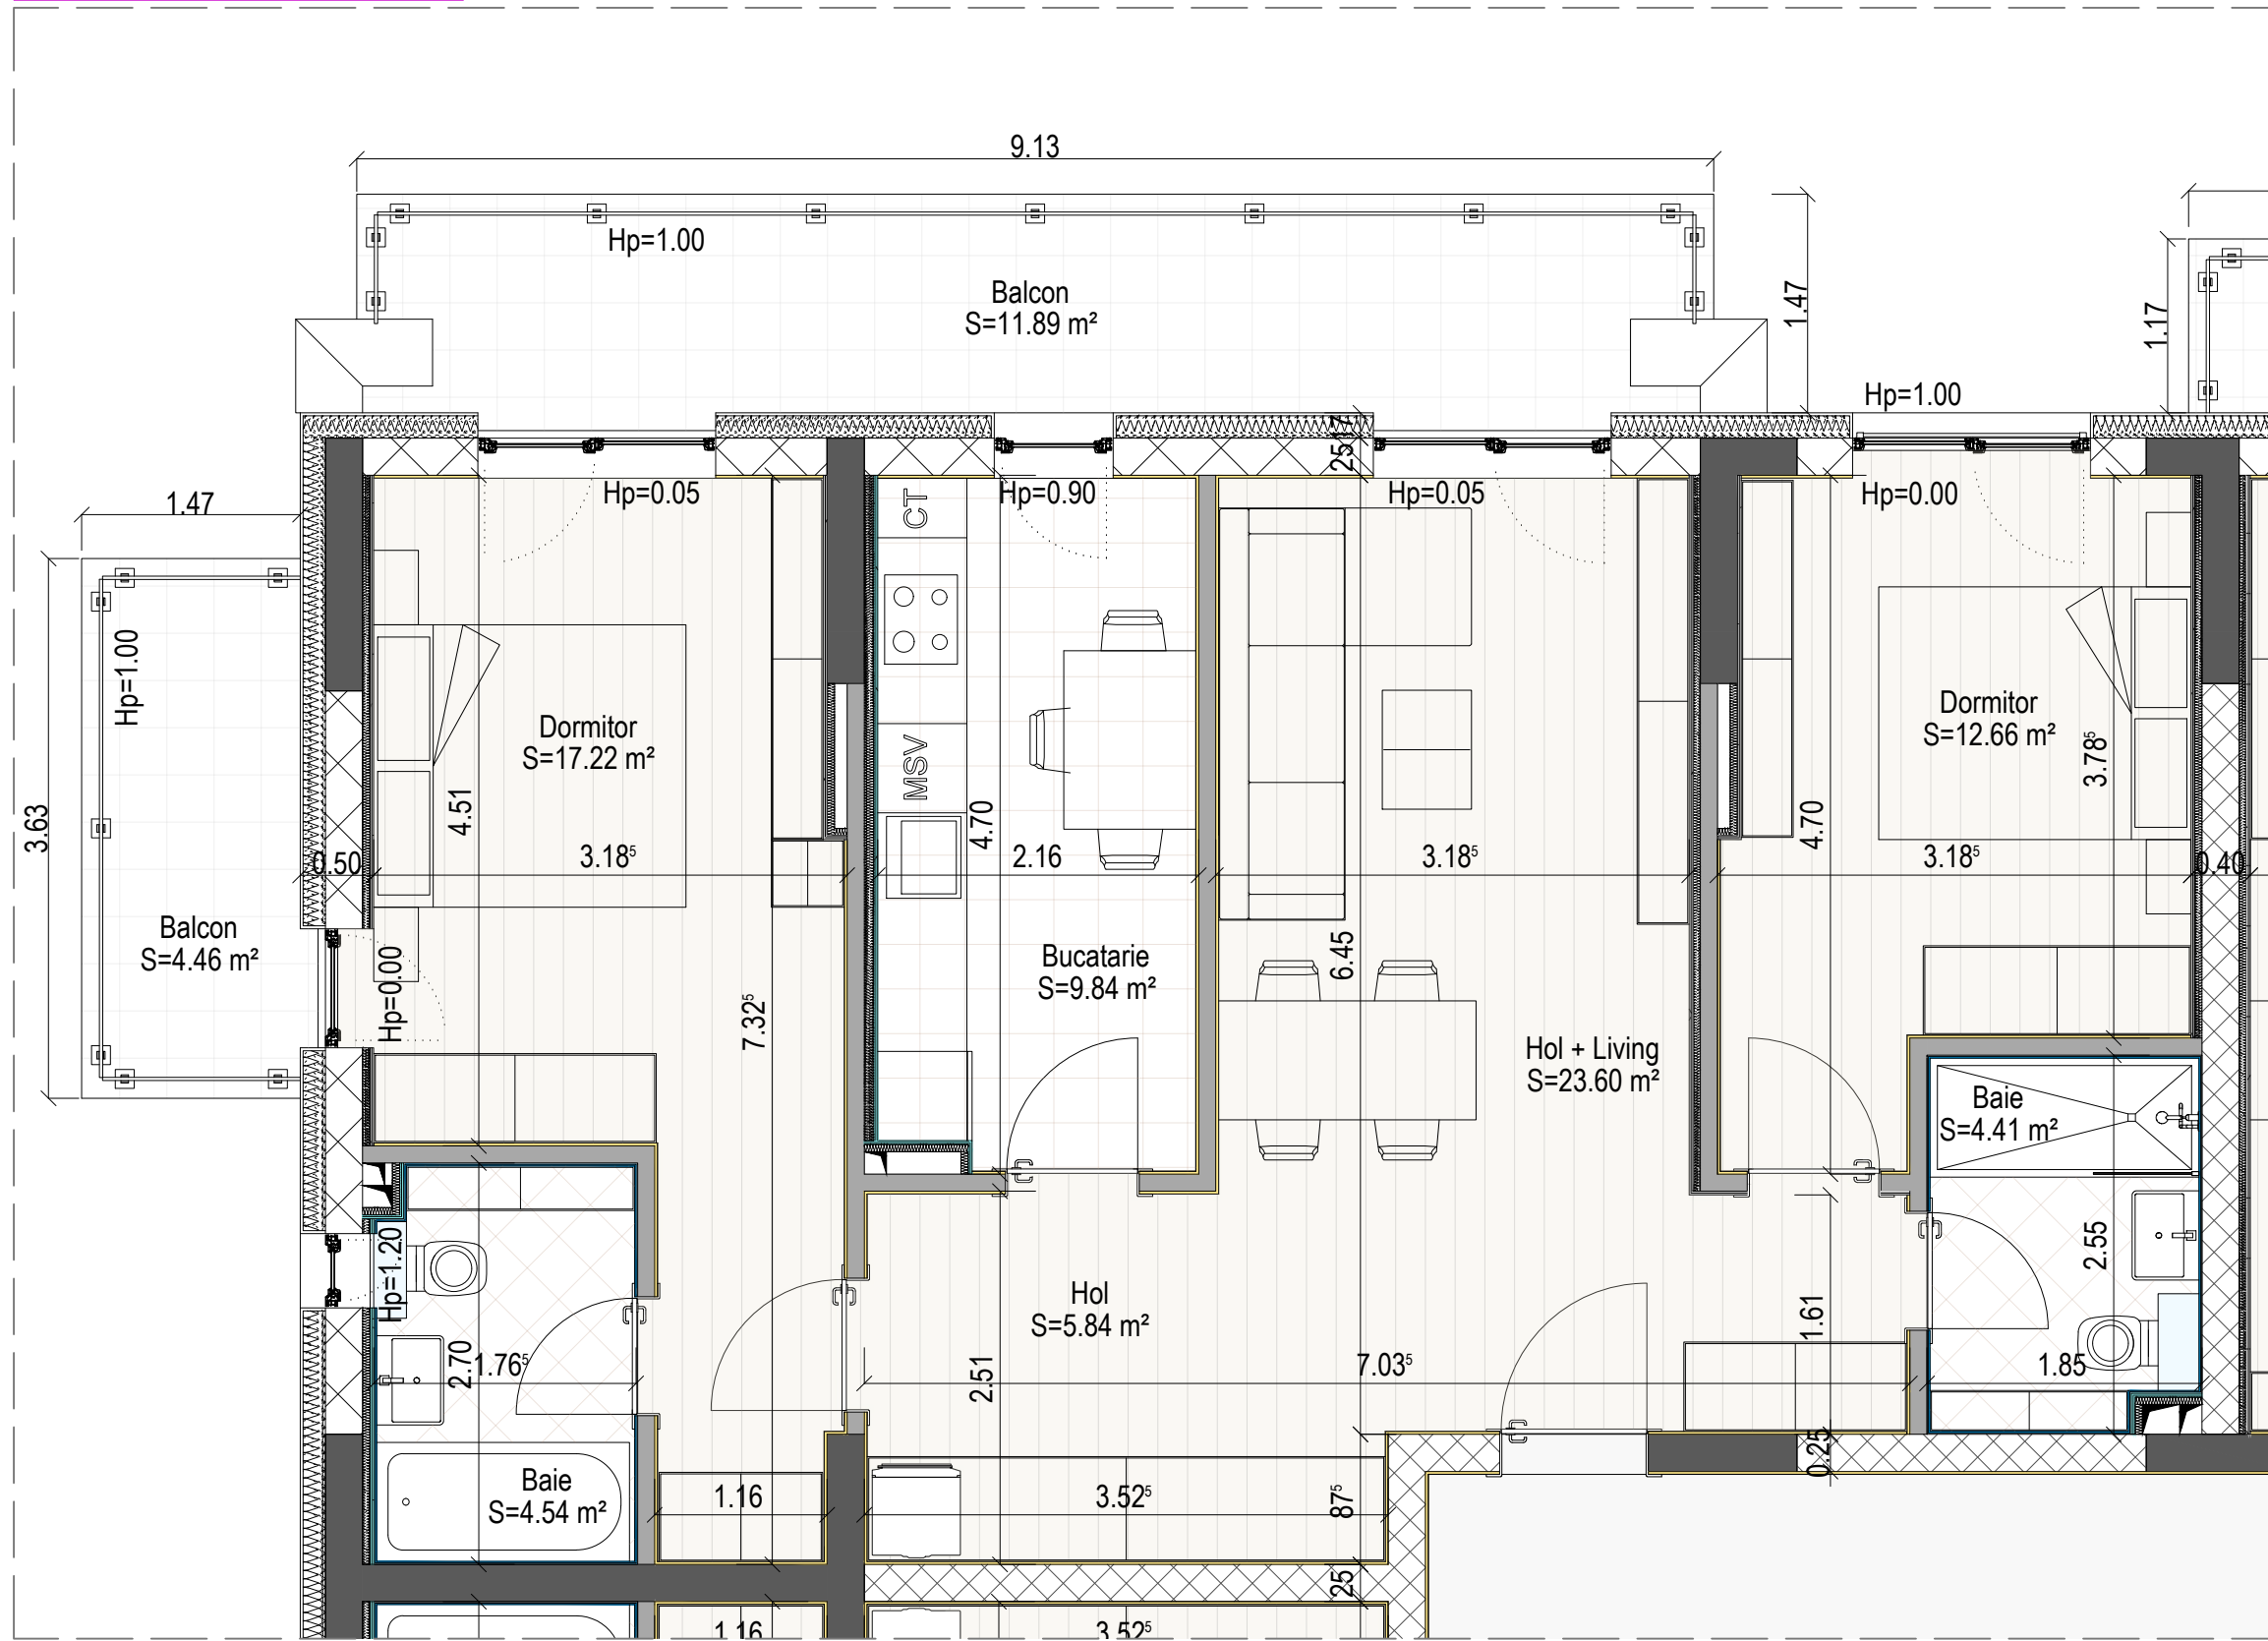 9.13
Hp=1.00
Balcon
S=11.89 m²
1.47
1.17
Hp=1.00
2517
1.47
Hp=0.05
CT
Hp=0.90
Hp=0.05
Hp=0.00
Hp=1.00
Dormitor
S=17.22 m²
MSV
Dormitor
S=12.66 m²
3.78⁵
4.51
4.70
4.70
3.63
0.50
3.18⁵
2.16
3.18⁵
3.18⁵
0.40
Balcon
S=4.46 m²
Hp=0.00
7.32⁵
Bucatarie
S=9.84 m²
6.45
Hol + Living
S=23.60 m²
Baie
S=4.41 m²
Hp=1.20
2.55
Hol
S=5.84 m²
1.61
2.70
1.76⁵
2.51
7.03⁵
1.85
0.25
Baie
S=4.54 m²
1.16
3.52⁵
87⁵
25
1.16
3.52⁵